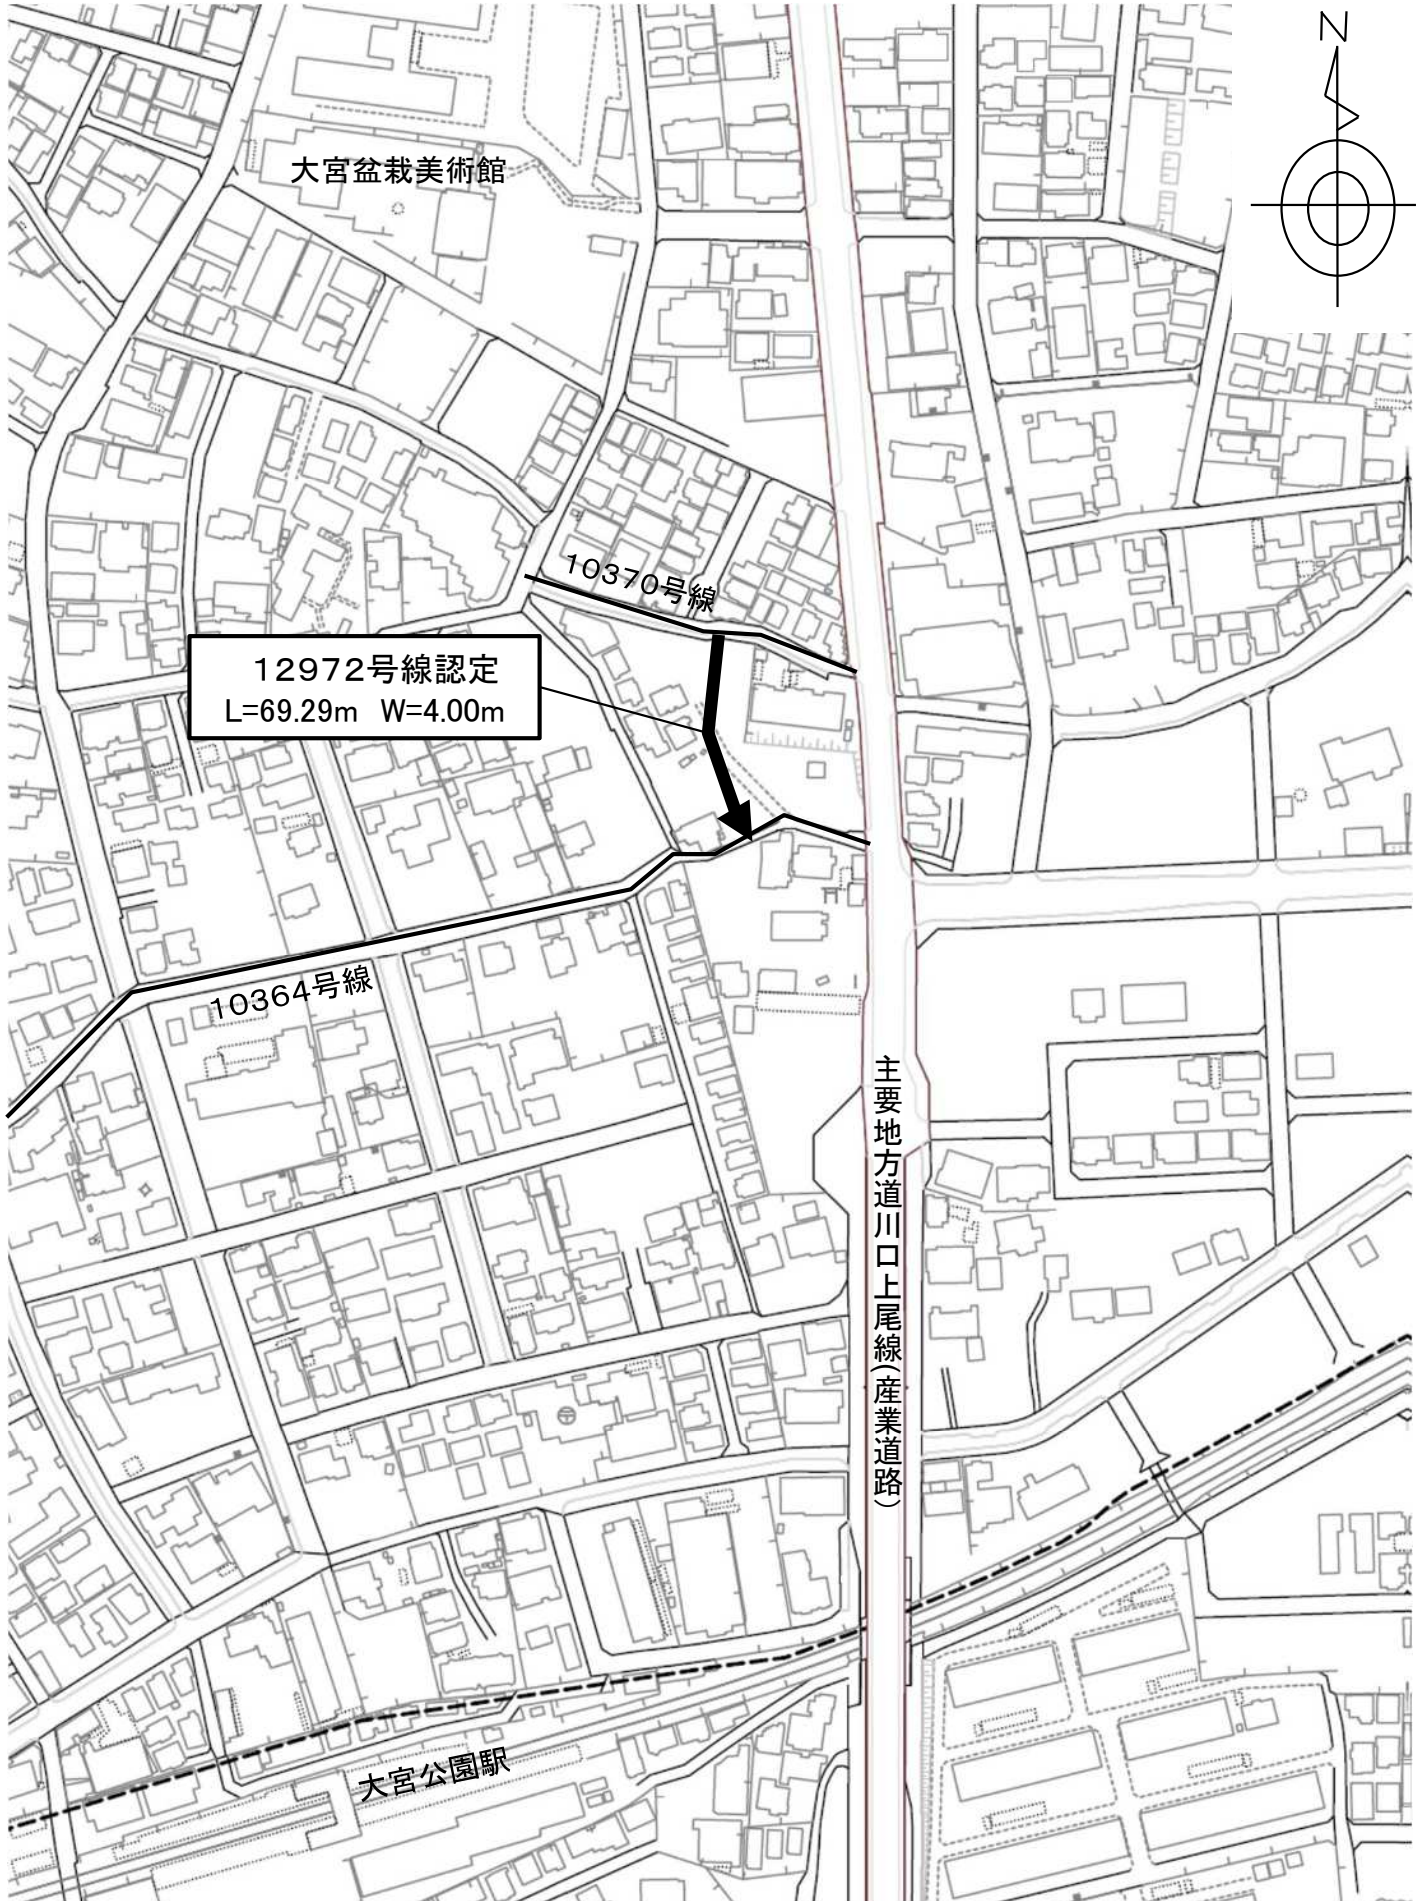 N
大宮盆栽美術館
10370号線
12972号線認定
L=69.29m W=4.00m
10364号線
主要地方道川口上尾線(産業道路)
大宮公園駅